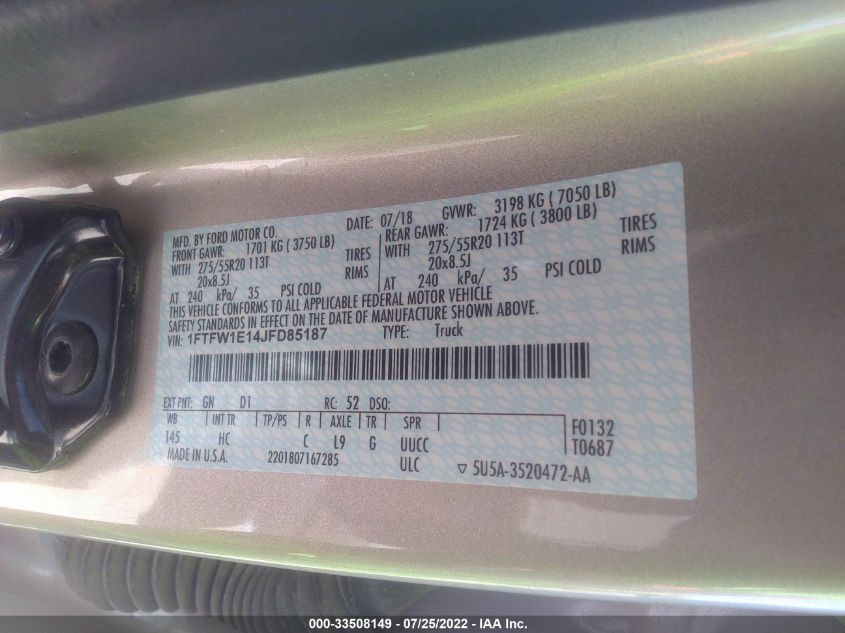 MFD. BY FORD MOTOR CO.
DATE: 07/18 GVWR: 3198 KG ( 7050 LB)
FRONT GAWR: 1701 KG ( 3750 LB) REAR GAWR: 1724 KG ( 3800 LB)
WITH 275/55R20 113T TIRES WITH 275/55R20 113T TIRES
20x8.5J RIMS 20x8.5J RIMS
AT 240 kPa/ 35 PSI COLD AT 240 kPa/ 35 PSI COLD
THIS VEHICLE CONFORMS TO ALL APPLICABLE FEDERAL MOTOR VEHICLE
SAFETY STANDARDS IN EFFECT ON THE DATE OF MANUFACTURE SHOWN ABOVE.
VIN: 1FTFW1E14JFD85187 TYPE: Truck
EXT PNT: GN D1 RC: 52 DSO:
WB INT TR TP/PS R AXLE TR SPR F0132
145 HC C L9 G UUCC T0687
MADE IN U.S.A. 2201807167285 ULC ▽ 5U5A-3520472-AA
000-33508149 - 07/25/2022 - IAA Inc.